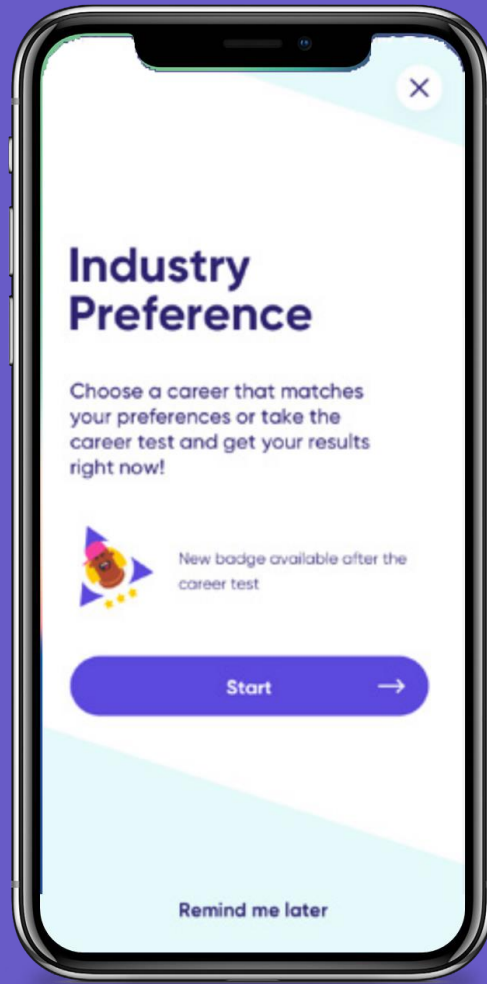 Industry
Preference
Choose a career that matches
your preferences or take the
career test and get your results
right now!
New badge available after the
career test
Start
Remind me later